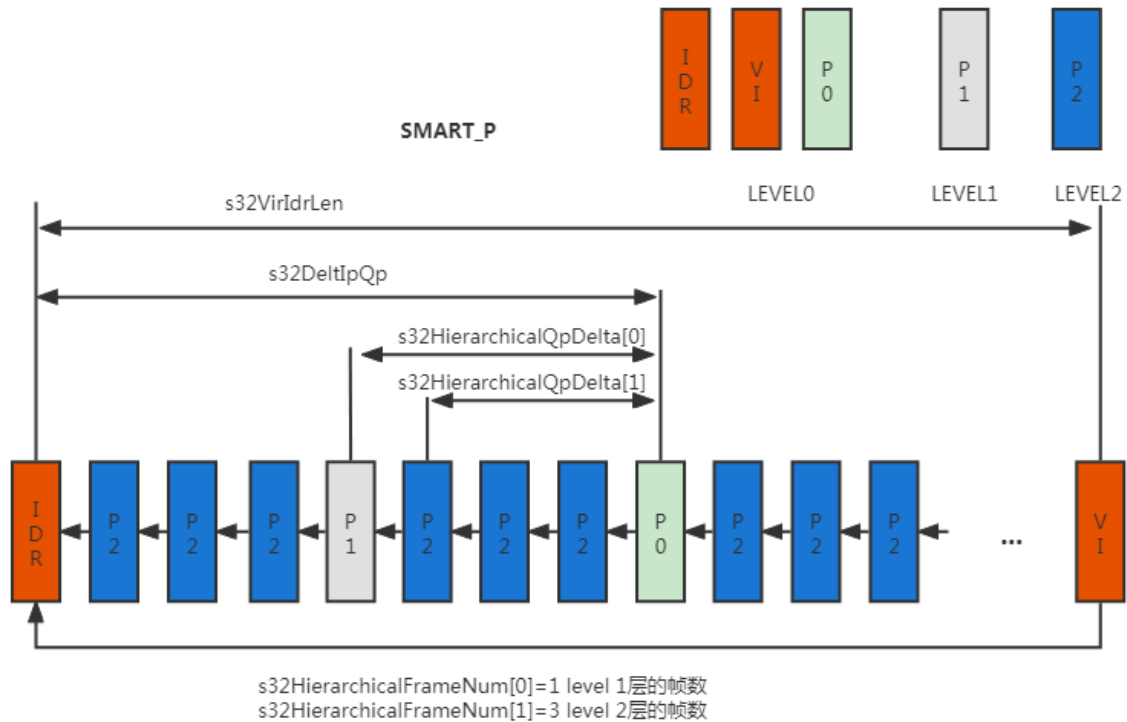 IDR VI P0 P1 P2
SMART_P
LEVEL0 LEVEL1 LEVEL2
s32VirIdrLen
s32DeltIpQp
s32HierarchicalQpDelta[0]
s32HierarchicalQpDelta[1]
IDR P2 P2 P2 P1 P2 P2 P2 P0 P2 P2 P2 ... VI
s32HierarchicalFrameNum[0]=1 level 1层的帧数
s32HierarchicalFrameNum[1]=3 level 2层的帧数